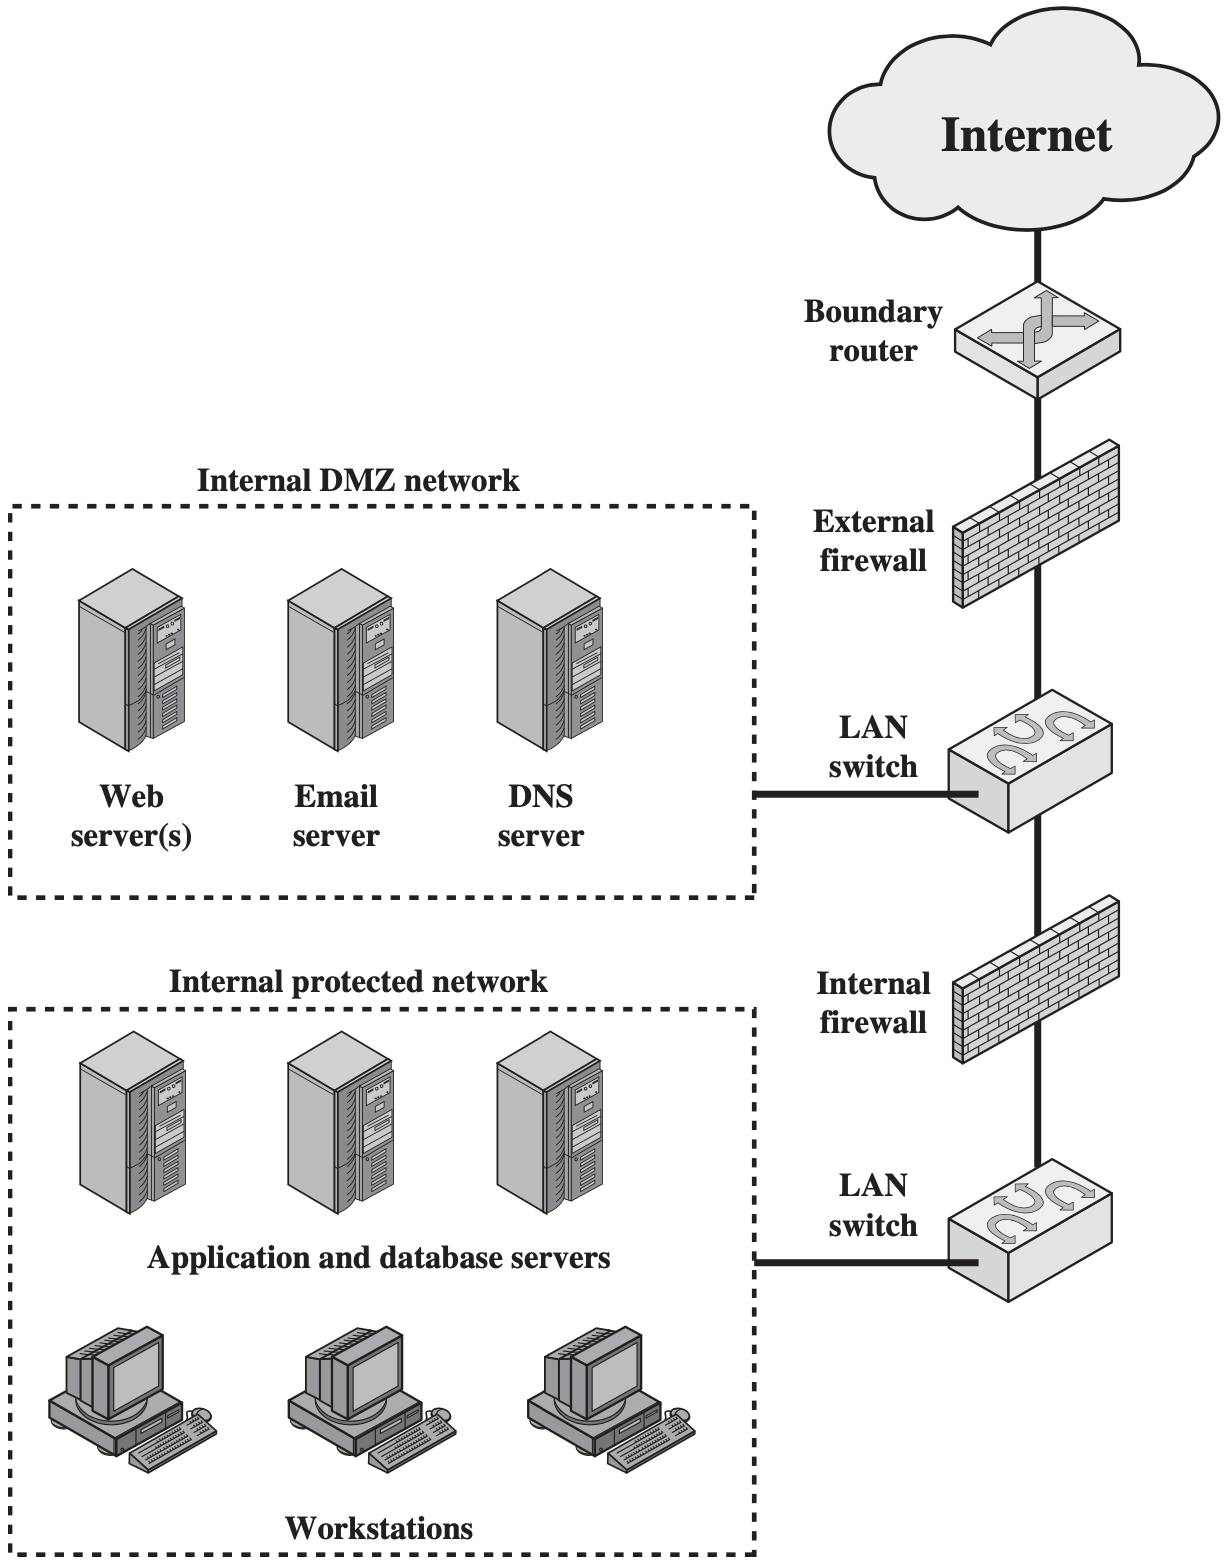 Internet
Boundary
router
Internal DMZ network
External
firewall
LAN
switch
Web
server(s)
Email
server
DNS
server
Internal protected network
Internal
firewall
LAN
switch
Application and database servers
Workstations